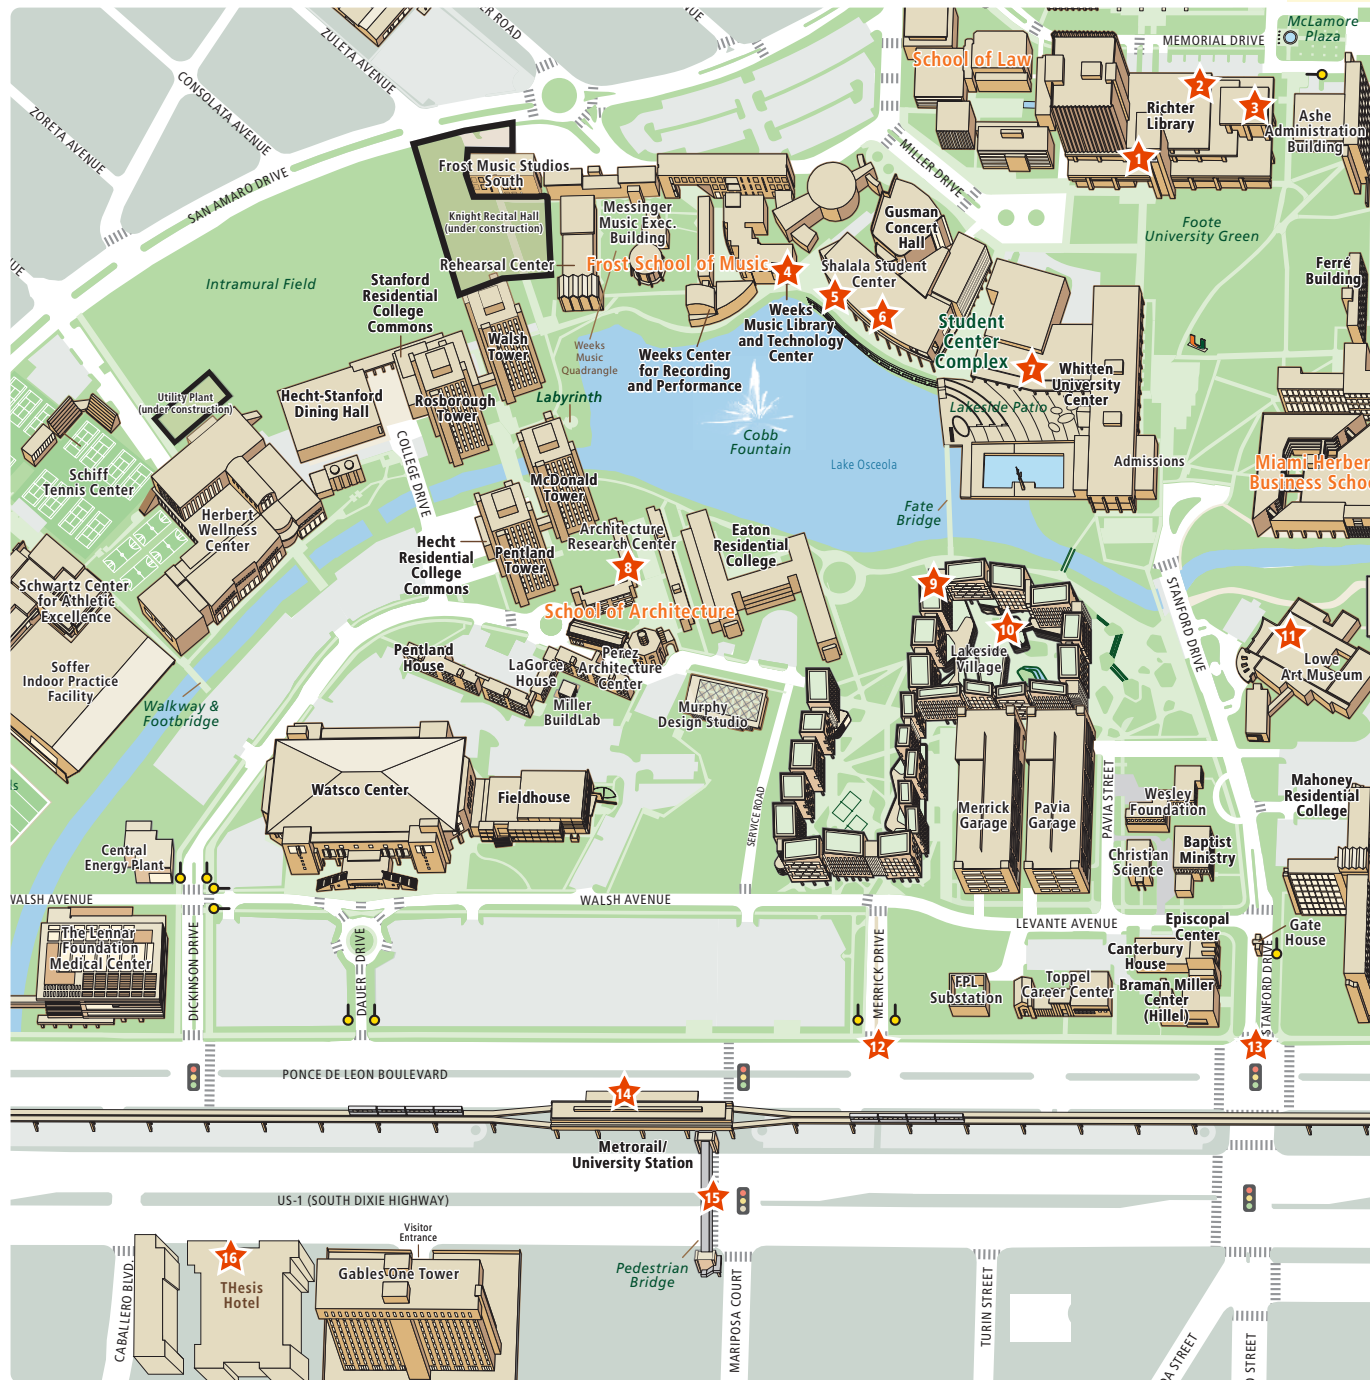 McLamore
Plaza
MEMORIAL DRIVE
ER ROAD
ZULETA AVENUE
UE
School of Law
2
3
Richter
Library
Ashe
Administration
Building
1
CONSOLATA AVENUE
ZORETA AVENUE
SAN AMARO DRIVE
MILLER DRIVE
Frost Music Studios
South
Knight Recital Hall
(under construction)
Messinger
Music Exec.
Building
Gusman
Concert
Hall
Foote
University Green
Rehearsal Center
Frost School of Music
4
Shalala Student
Center
5
6
Ferré
Building
UE
Intramural Field
Stanford
Residential
College
Commons
Weeks
Music Library
and Technology
Center
Student
Center
Complex
7
Walsh
Tower
Weeks
Music
Quadrangle
Weeks Center
for Recording
and Performance
Whitten
University
Center
Utility Plant
(under construction)
Hecht-Stanford
Dining Hall
Rosborough
Tower
Labyrinth
Lakeside Patio
Cobb
Fountain
Lake Osceola
Admissions
Miami Herber
Business Schoo
COLLEGE DRIVE
Schiff
Tennis Center
McDonald
Tower
Herbert
Wellness
Center
Fate
Bridge
Architecture
Research Center
Eaton
Residential
College
Hecht
Residential
College
Commons
Pentland
Tower
8
9
Schwartz Center
for Athletic
Excellence
School of Architecture
10
STANFORD DRIVE
11
Lakeside
Village
Lowe
Art Museum
Pentland
House
LaGorce
House
Perez
Architecture
Center
Soffer
Indoor Practice
Facility
Miller
BuildLab
Murphy
Design Studio
Walkway &
Footbridge
ls
Watsco Center
Fieldhouse
SERVICE ROAD
Merrick
Garage
Pavia
Garage
PAVIA STREET
Wesley
Foundation
Mahoney
Residential
College
Central
Energy Plant
Christian
Science
Baptist
Ministry
WALSH AVENUE
WALSH AVENUE
LEVANTE AVENUE
Episcopal
Center
Gate
House
The Lennar
Foundation
Medical Center
DICKINSON DRIVE
DAUER DRIVE
MERRICK DRIVE
Canterbury
House
STANFORD DRIVE
FPL
Substation
Toppel
Career Center
Braman Miller
Center
(Hillel)
12
13
PONCE DE LEON BOULEVARD
14
Metrorail/
University Station
US-1 (SOUTH DIXIE HIGHWAY)
15
Visitor
Entrance
16
Pedestrian
Bridge
Gables One Tower
THesis
Hotel
CABALLERO BLVD.
MARIPOSA COURT
TURIN STREET
PA STREET
O STREET